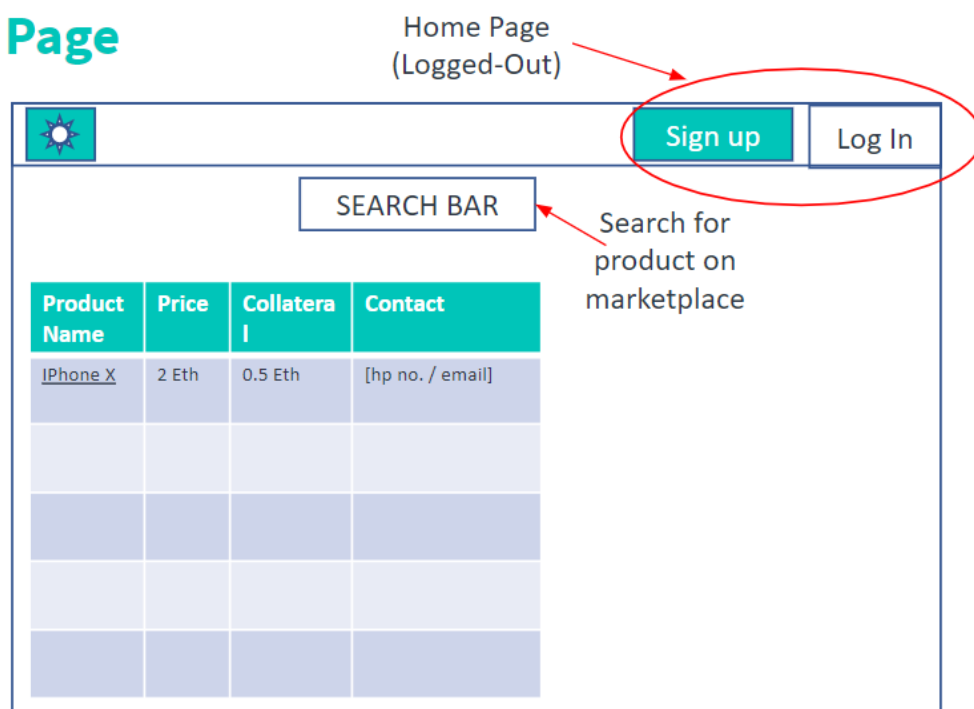 Page
Home Page
(Logged-Out)
Sign up
Log In
SEARCH BAR
Search for
product on
marketplace
Product
Name
Price
Collatera
l
Contact
IPhone X
2 Eth
0.5 Eth
[hp no. / email]